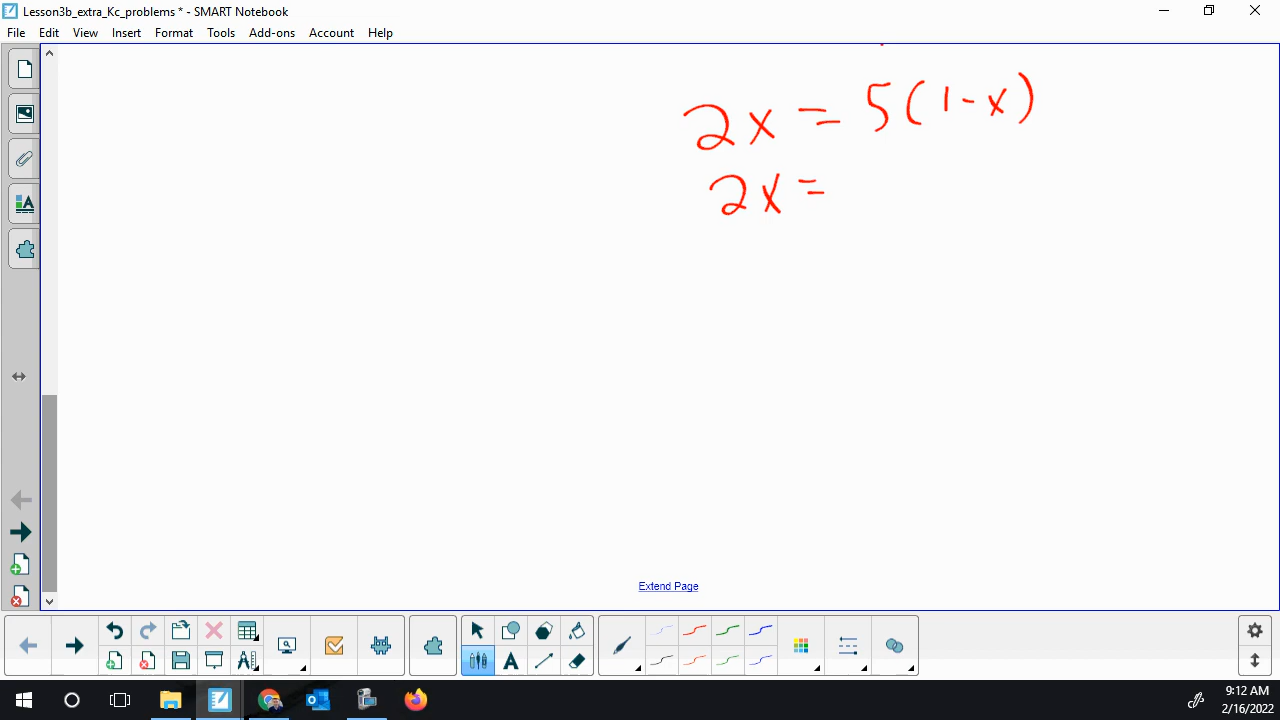 Lesson3b_extra_Kc_problems * - SMART Notebook
File Edit View Insert Format Tools Add-ons Account Help
2x = 5(1-x)
2x =
Extend Page
9:12 AM
2/16/2022